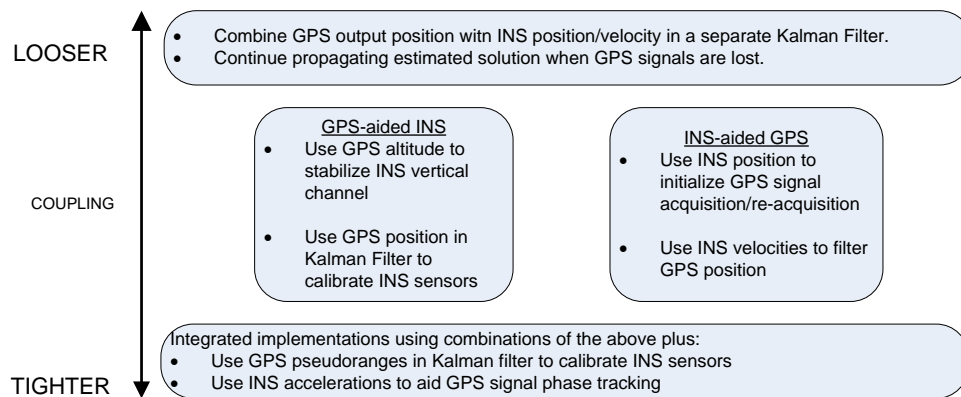 LOOSER
• Combine GPS output position witn INS position/velocity in a separate Kalman Filter.
• Continue propagating estimated solution when GPS signals are lost.
COUPLING
GPS-aided INS
• Use GPS altitude to
stabilize INS vertical
channel
• Use GPS position in
Kalman Filter to
calibrate INS sensors
INS-aided GPS
• Use INS position to
initialize GPS signal
acquisition/re-acquisition
• Use INS velocities to filter
GPS position
TIGHTER
Integrated implementations using combinations of the above plus:
• Use GPS pseudoranges in Kalman filter to calibrate INS sensors
• Use INS accelerations to aid GPS signal phase tracking